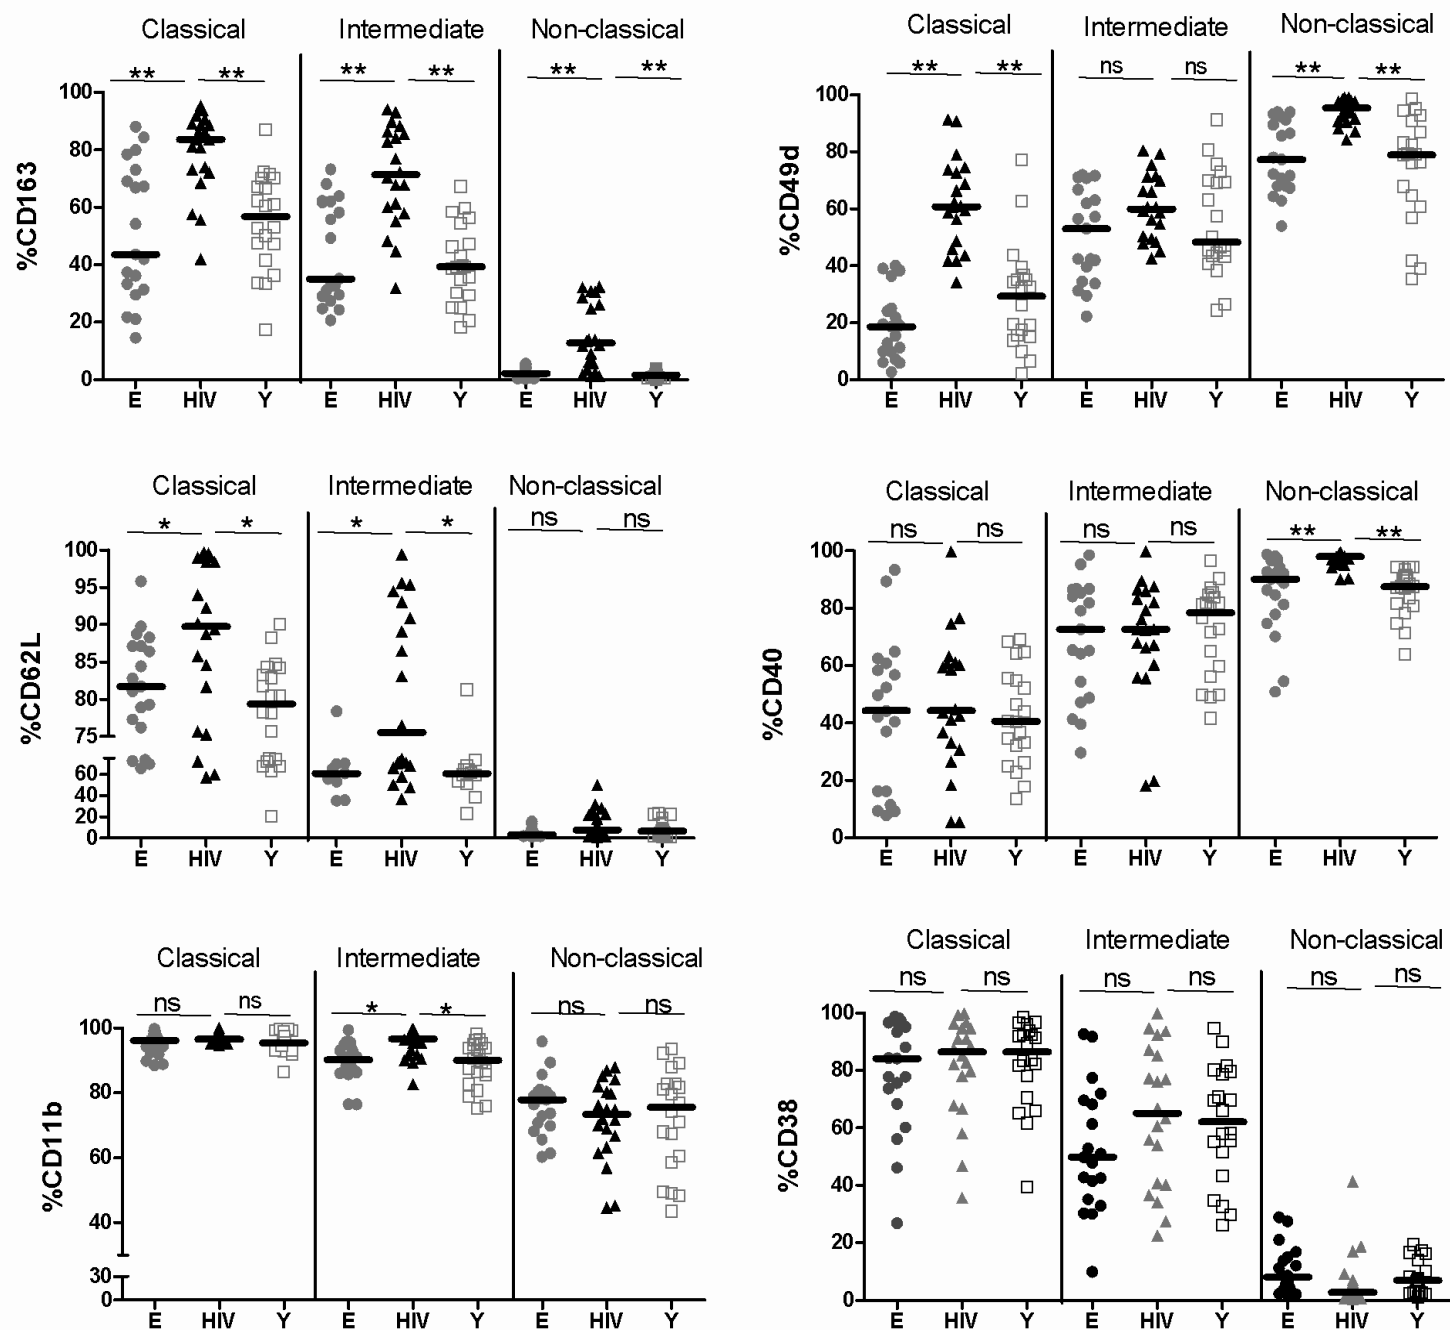 Classical Intermediate Non-classical
** ** ** ** ** **
%CD163
100
80
60
40
20
0
E HIV Y E HIV Y E HIV Y
Classical Intermediate Non-classical
** ** ns ns ** **
%CD49d
100
80
60
40
20
0
E HIV Y E HIV Y E HIV Y
Classical Intermediate Non-classical
* * * * ns ns
%CD62L
100
95
90
85
80
75
60
40
20
0
E HIV Y E HIV Y E HIV Y
Classical Intermediate Non-classical
ns ns ns ns ** **
%CD40
100
80
60
40
20
0
E HIV Y E HIV Y E HIV Y
Classical Intermediate Non-classical
ns ns * * ns ns
%CD11b
100
80
60
40
30
0
E HIV Y E HIV Y E HIV Y
Classical Intermediate Non-classical
ns ns ns ns ns ns
%CD38
100
80
60
40
20
0
E HIV Y E HIV Y E HIV Y